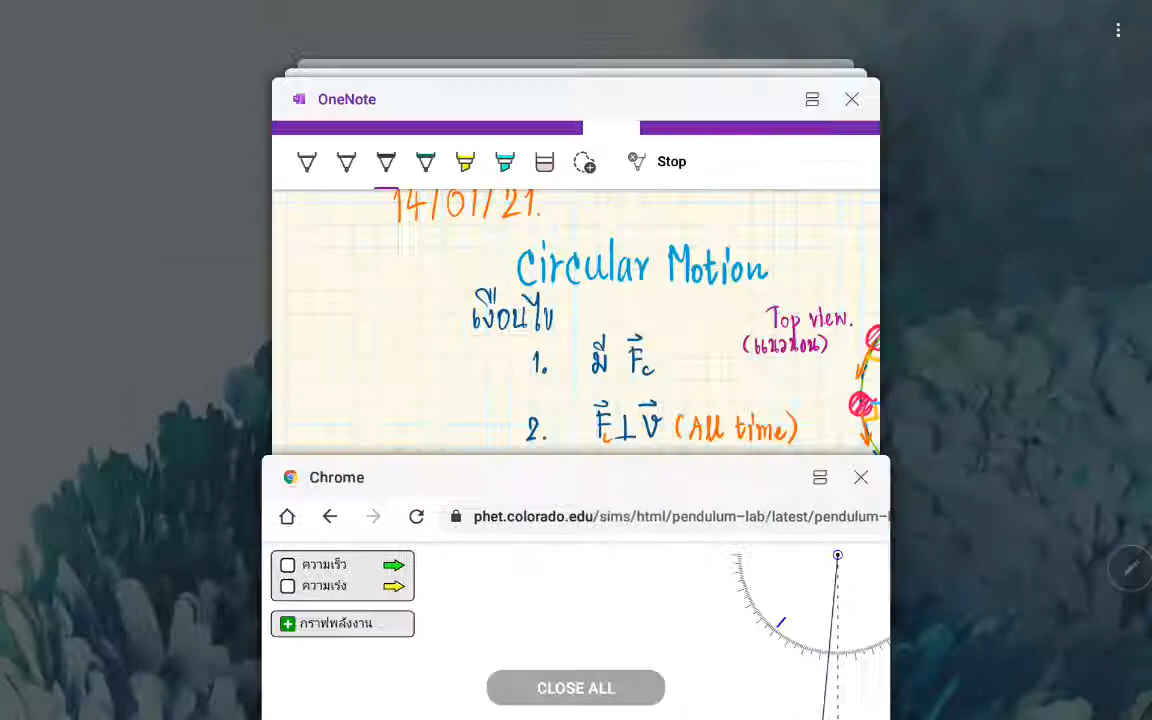 OneNote
Stop
14/01/21.
Circular Motion
เงื่อนไข
Top view.
(แนวนอน)
1. มี F⃗c
2. F⃗c ⊥ v⃗ (All time)
Chrome
phet.colorado.edu/sims/html/pendulum-lab/latest/pendulum-l
ความเร็ว
ความเร่ง
กราฟพลังงาน
CLOSE ALL